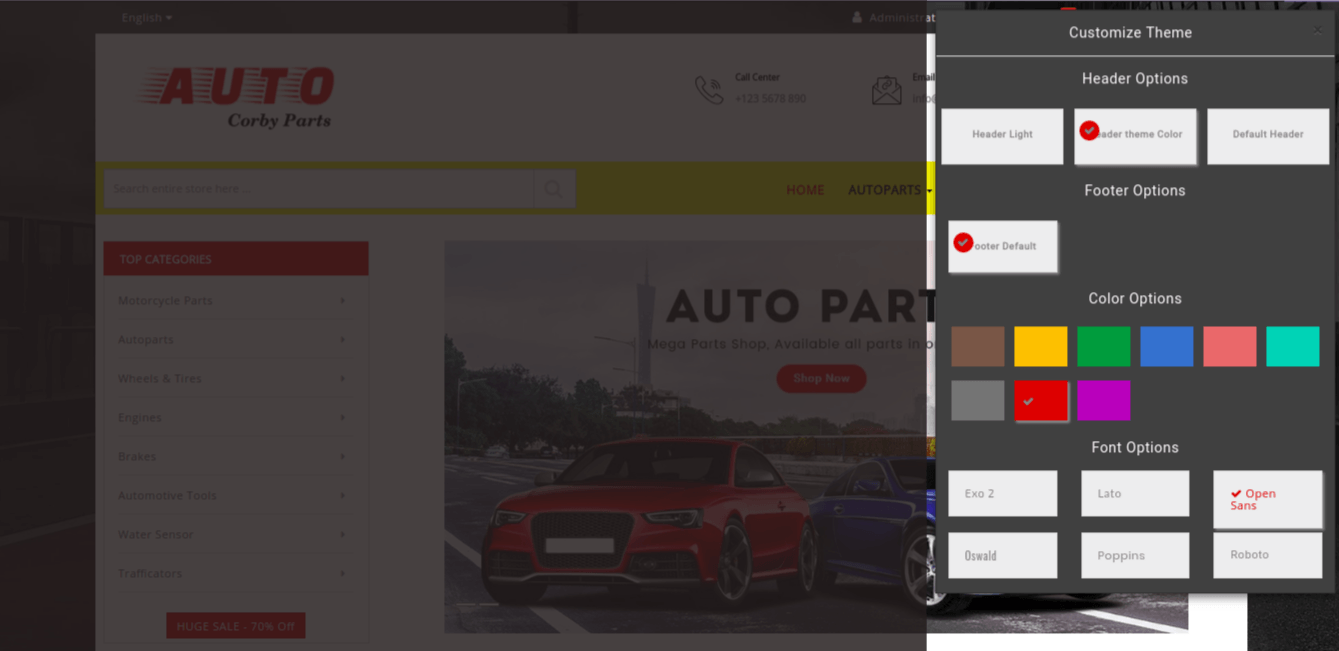 English
Administrat
Customize Theme
AUTO
Corby Parts
Call Center
+123 5678 890
Email
info@
Header Options
Header Light
eader theme Color
Default Header
Search entire store here ...
HOME
AUTOPARTS
Footer Options
ooter Default
TOP CATEGORIES
Motorcycle Parts
Autoparts
Wheels & Tires
Engines
Brakes
Automotive Tools
Water Sensor
Trafficators
HUGE SALE - 70% Off
AUTO PART
Mega Parts Shop, Available all parts in o
Shop Now
Color Options
Font Options
Exo 2
Lato
Open
Sans
Oswald
Poppins
Roboto